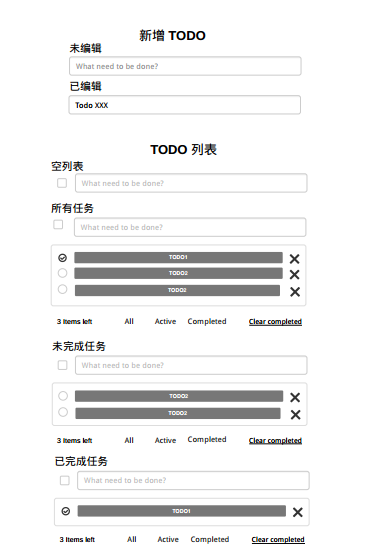 新增 TODO
未编辑
What need to be done?
已编辑
Todo XXX
TODO 列表
空列表
What need to be done?
所有任务
What need to be done?
TODO1
TODO2
TODO3
3 Items left All Active Completed Clear completed
未完成任务
What need to be done?
TODO2
TODO3
3 Items left All Active Completed Clear completed
已完成任务
What need to be done?
TODO1
3 Items left All Active Completed Clear completed